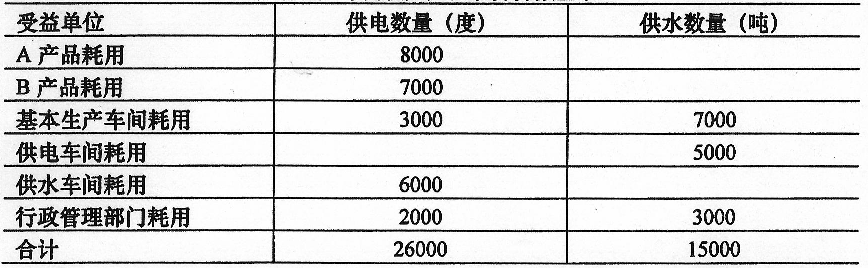 受益单位 供电数量（度） 供水数量（吨）
A 产品耗用 8000
B 产品耗用 7000
基本生产车间耗用 3000 7000
供电车间耗用 5000
供水车间耗用 6000
行政管理部门耗用 2000 3000
合计 26000 15000